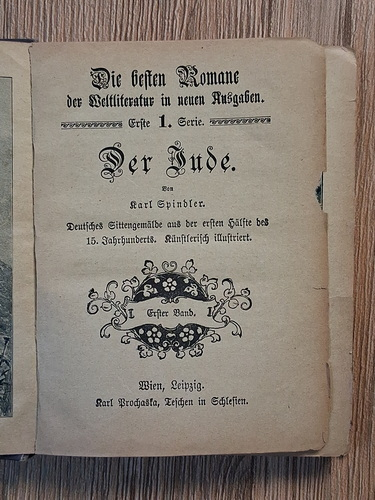 Die besten Romane
der Weltliteratur in neuen Ausgaben.
Erste 1. Serie.
Der Jude.
Von
Karl Spindler.
Deutsches Sittengemälde aus der ersten Hälfte des
15. Jahrhunderts. Künstlerisch illustriert.
Erster Band.
Wien, Leipzig.
Karl Prochaska, Teschen in Schlesien.